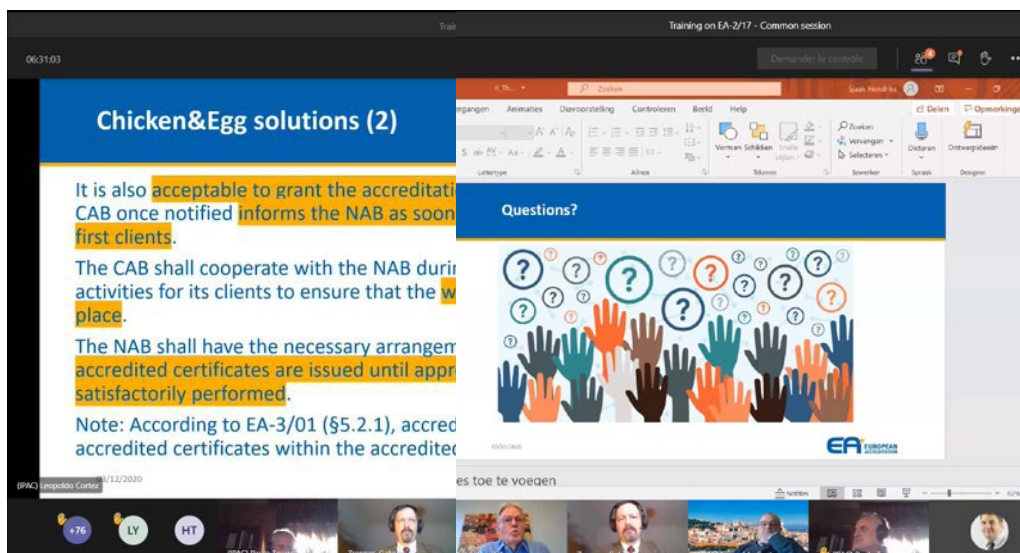 Training on EA-2/17 - Common session
06:31:03
Demander le contrôle
Chicken&Egg solutions (2)
It is also acceptable to grant the accreditati
CAB once notified informs the NAB as soon
first clients.
The CAB shall cooperate with the NAB durin
activities for its clients to ensure that the w
place.
The NAB shall have the necessary arrangem
accredited certificates are issued until appr
satisfactorily performed.
Note: According to EA-3/01 (§5.2.1), accred
accredited certificates within the accredited
03/12/2020
(IPAC) Leopoldo Cortez
+76
LY
HT
4_Th...
Zoeken
Sjaak Hendriks
ergangen Animaties Diavoorstelling Controleren Beeld Help
Delen Opmerkinge
Vormen Schikken
stijlen
Zoeken
Vervangen
Selecteren
Dicteren
Ontwerpideeën
Lettertype
Alinea
Tekenen
Bewerken
Spraak
Designer
Questions?
EA EUROPEAN
ACCREDITATION
es toe te voegen
Notities
62%